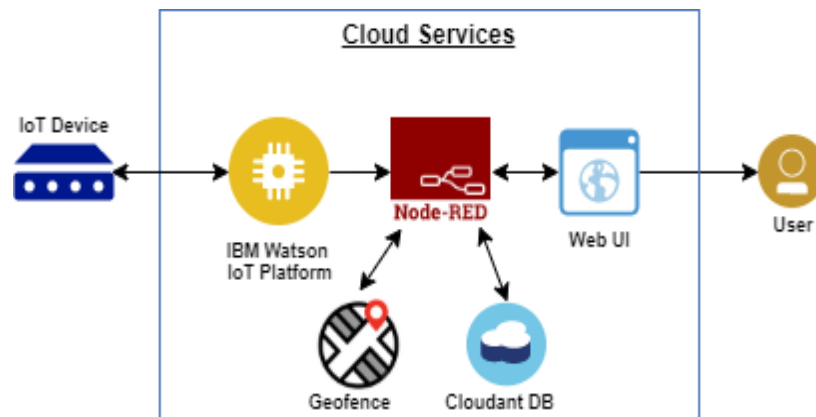 Cloud Services
IoT Device
IBM Watson
IoT Platform
Node-RED
Web UI
User
Geofence
Cloudant DB